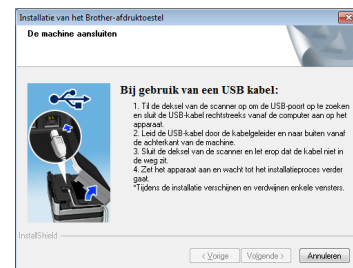 Installatie van het Brother-afdruktoestel
De machine aansluiten
Bij gebruik van een USB kabel:
1. Til de deksel van de scanner op om de USB-poort op te zoeken
en sluit de USB-kabel rechtstreeks vanaf de computer aan op het
apparaat.
2. Leid de USB-kabel door de kabelgeleider en naar buiten vanaf
de achterkant van de machine.
3. Sluit de deksel van de scanner en let erop dat de kabel niet in
de weg zit.
4. Zet het apparaat aan en wacht tot het installatieproces verder
gaat.
*Tijdens de installatie verschijnen en verdwijnen enkele vensters.
InstallShield
< Vorige Volgende > Annuleren